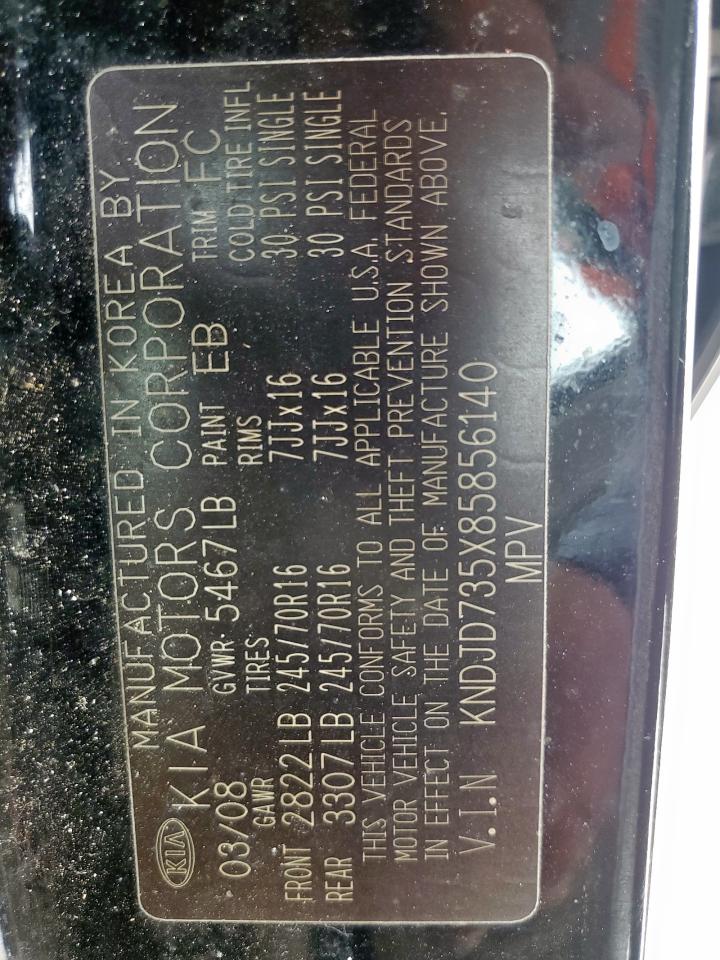 MANUFACTURED IN KOREA BY
KIA KIA MOTORS CORPORATION
03/08 GVWR 5467LB PAINT EB TRIM FC
GAWR TIRES RIMS COLD TIRE INFL
FRONT 2822LB 245/70R16 7JJx16 30 PSI SINGLE
REAR 3307LB 245/70R16 7JJx16 30 PSI SINGLE
THIS VEHICLE CONFORMS TO ALL APPLICABLE U.S.A. FEDERAL
MOTOR VEHICLE SAFETY AND THEFT PREVENTION STANDARDS
IN EFFECT ON THE DATE OF MANUFACTURE SHOWN ABOVE.
V.I.N KNDJD735X85856140
MPV